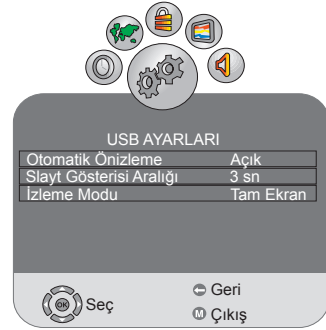 USB AYARLARI
Otomatik Önizleme Açık
Slayt Gösterisi Aralığı 3 sn
İzleme Modu Tam Ekran
OK Seç
Geri
M Çıkış